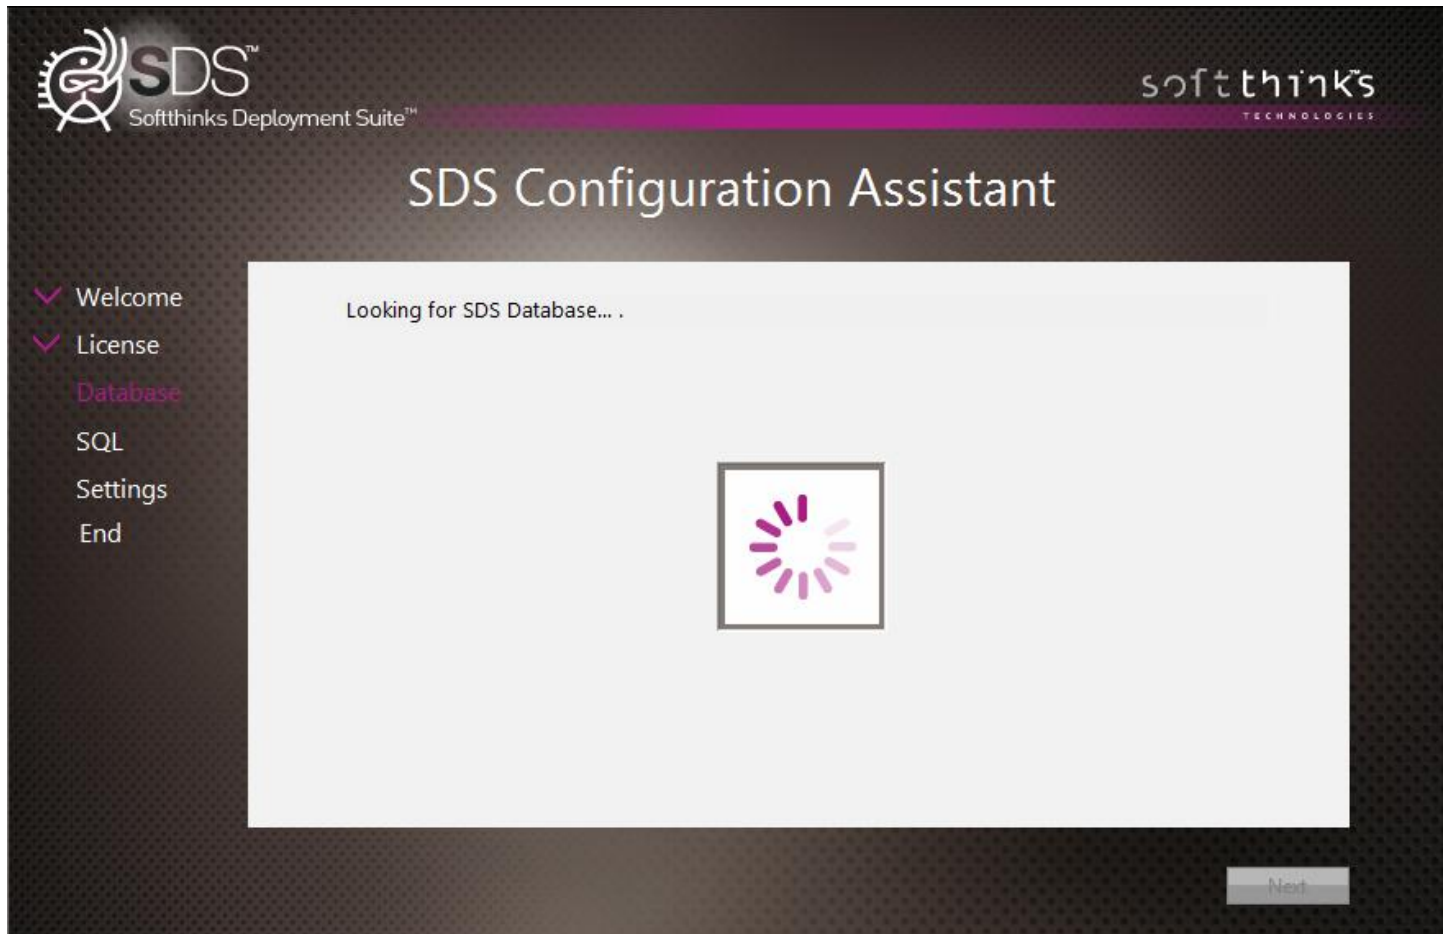 SDS™
Softthinks Deployment Suite™
softthinks™
TECHNOLOGIES
SDS Configuration Assistant
Welcome
License
Database
SQL
Settings
End
Looking for SDS Database... .
Next